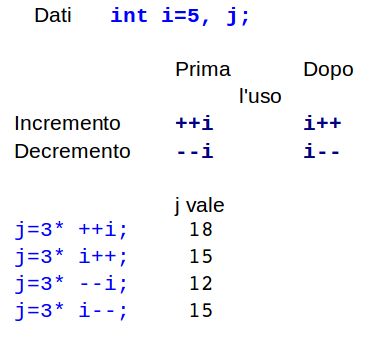 Dati int i=5, j;
Prima Dopo
l'uso
Incremento ++i i++
Decremento --i i--
j vale
j=3* ++i; 18
j=3* i++; 15
j=3* --i; 12
j=3* i--; 15